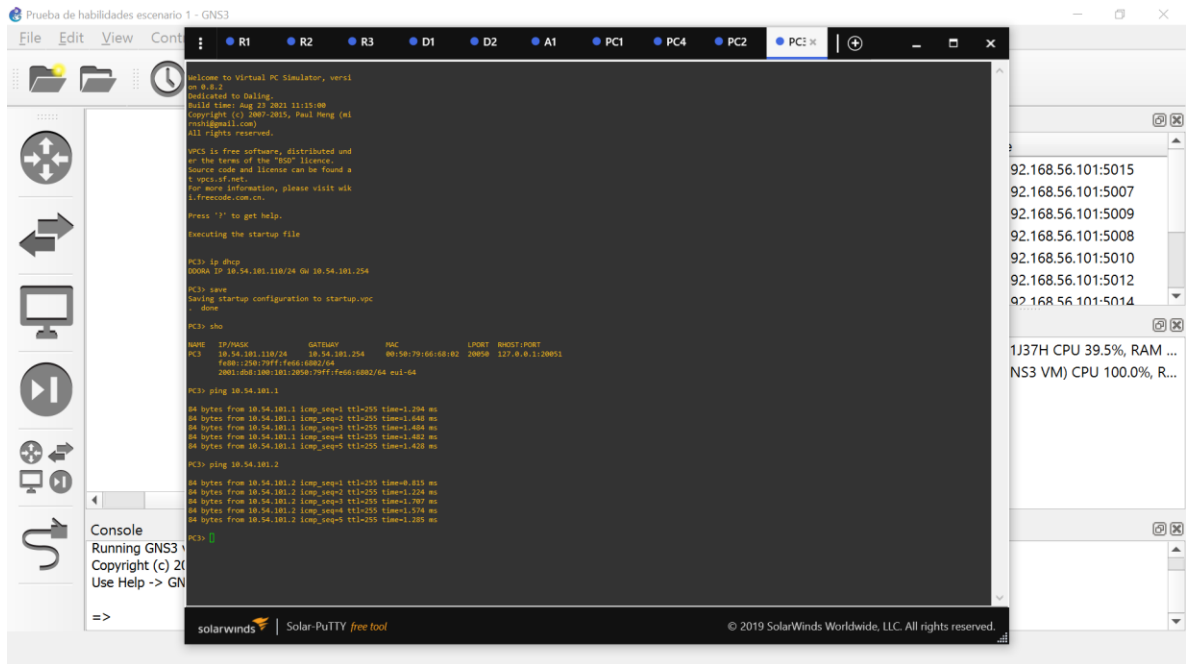 Prueba de habilidades escenario 1 - GNS3
File Edit View Cont
R1 R2 R3 D1 D2 A1 PC1 PC4 PC2 PC3
Welcome to Virtual PC Simulator, versi
on 0.8.2
Dedicated to Daling.
Build time: Aug 23 2021 11:15:00
Copyright (c) 2007-2015, Paul Meng (mi
rnshi@gmail.com)
All rights reserved.
VPCS is free software, distributed und
er the terms of the "BSD" licence.
Source code and license can be found a
t vpcs.sf.net.
For more information, please visit wik
i.freecode.com.cn.
Press '?' to get help.
Executing the startup file
PC3> ip dhcp
DDORA IP 10.54.101.110/24 GW 10.54.101.254
PC3> save
Saving startup configuration to startup.vpc
. done
PC3> sho
NAME IP/MASK GATEWAY MAC LPORT RHOST:PORT
PC3 10.54.101.110/24 10.54.101.254 00:50:79:66:68:02 20050 127.0.0.1:20051
fe80::250:79ff:fe66:6802/64
2001:db8:100:101:2050:79ff:fe66:6802/64 eui-64
PC3> ping 10.54.101.1
84 bytes from 10.54.101.1 icmp_seq=1 ttl=255 time=1.294 ms
84 bytes from 10.54.101.1 icmp_seq=2 ttl=255 time=1.648 ms
84 bytes from 10.54.101.1 icmp_seq=3 ttl=255 time=1.484 ms
84 bytes from 10.54.101.1 icmp_seq=4 ttl=255 time=1.482 ms
84 bytes from 10.54.101.1 icmp_seq=5 ttl=255 time=1.428 ms
PC3> ping 10.54.101.2
84 bytes from 10.54.101.2 icmp_seq=1 ttl=255 time=0.815 ms
84 bytes from 10.54.101.2 icmp_seq=2 ttl=255 time=1.224 ms
84 bytes from 10.54.101.2 icmp_seq=3 ttl=255 time=1.707 ms
84 bytes from 10.54.101.2 icmp_seq=4 ttl=255 time=1.574 ms
84 bytes from 10.54.101.2 icmp_seq=5 ttl=255 time=1.285 ms
PC3>
solarwinds Solar-PuTTY free tool
© 2019 SolarWinds Worldwide, LLC. All rights reserved.
92.168.56.101:5015
92.168.56.101:5007
92.168.56.101:5009
92.168.56.101:5008
92.168.56.101:5010
92.168.56.101:5012
92.168.56.101:5014
1J37H CPU 39.5%, RAM ...
NS3 VM) CPU 100.0%, R...
Console
Running GNS3 v
Copyright (c) 20
Use Help -> GN
=>